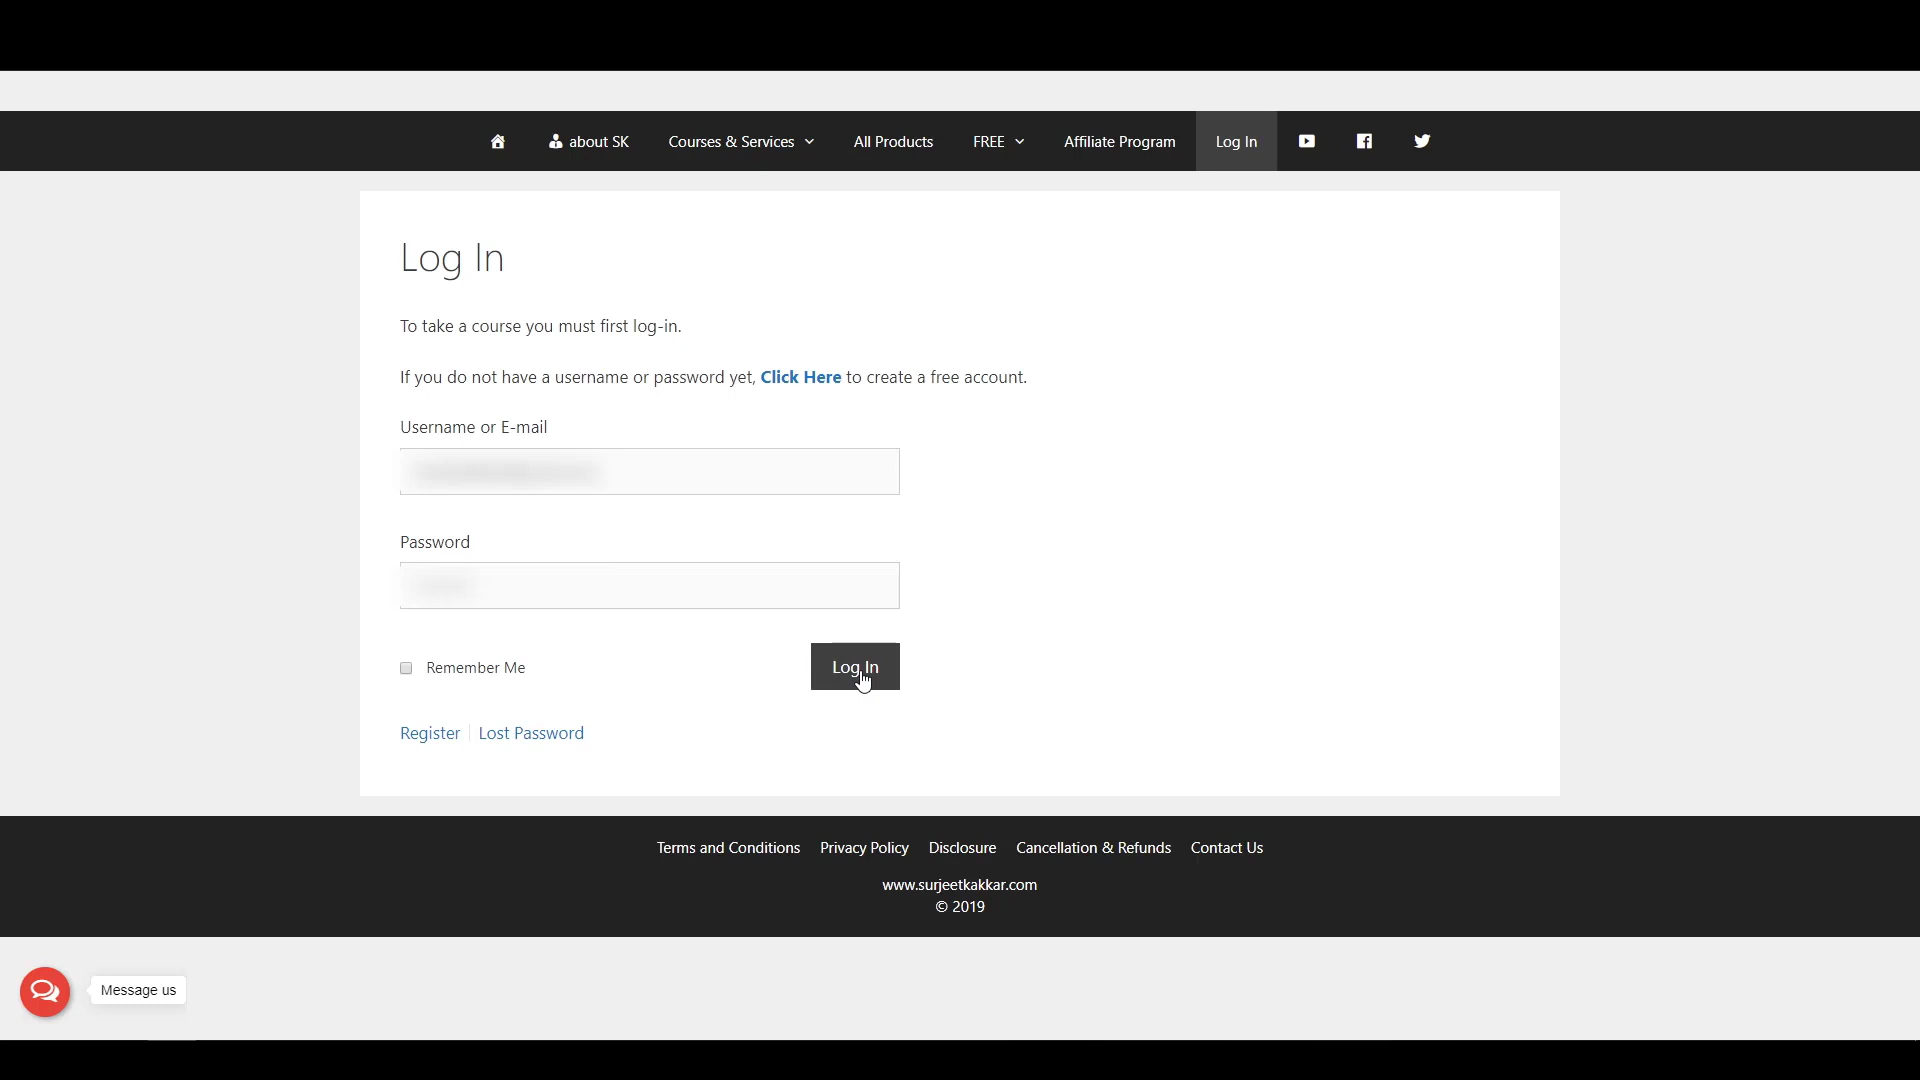 about SK Courses & Services All Products FREE Affiliate Program Log In
Log In
To take a course you must first log-in.
If you do not have a username or password yet, Click Here to create a free account.
Username or E-mail
Password
Remember Me
Log In
Register Lost Password
Terms and Conditions Privacy Policy Disclosure Cancellation & Refunds Contact Us
www.surjeetkakkar.com
© 2019
Message us